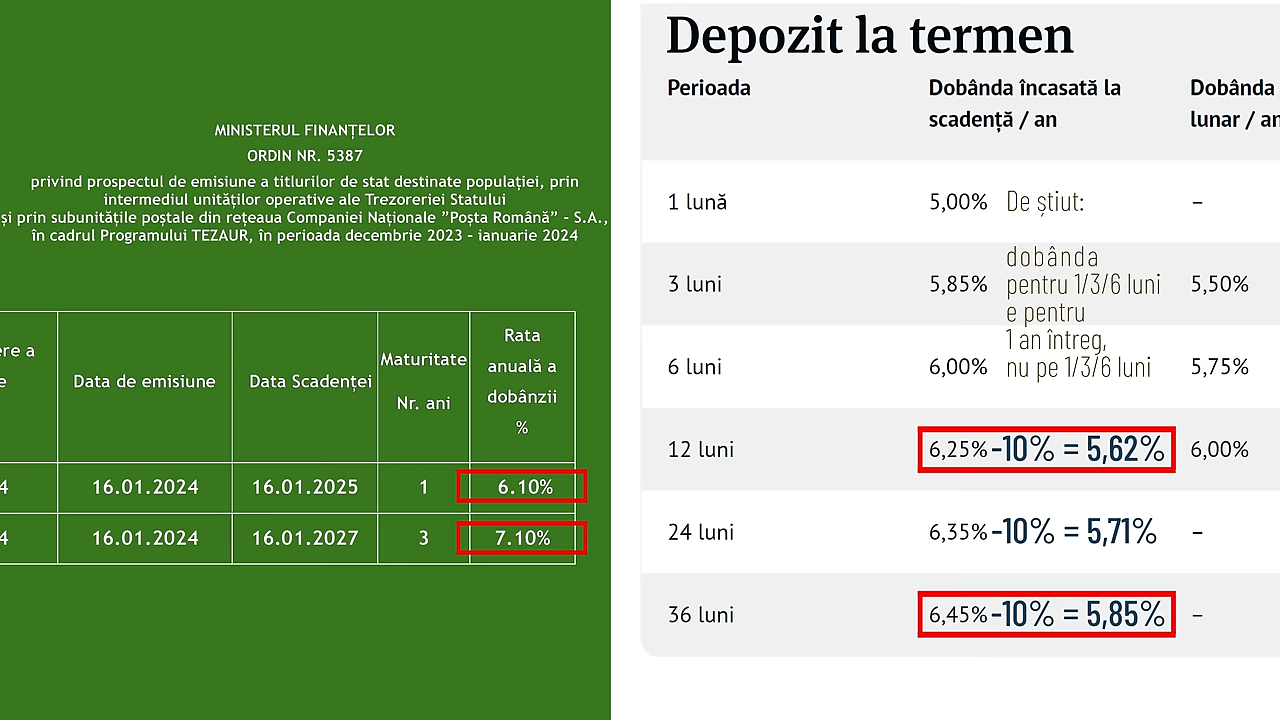 MINISTERUL FINANȚELOR
ORDIN NR. 5387
privind prospectul de emisiune a titlurilor de stat destinate populației, prin
intermediul unităților operative ale Trezoreriei Statului
și prin subunitățile poștale din rețeaua Companiei Naționale ”Poșta Română” – S.A.,
în cadrul Programului TEZAUR, în perioada decembrie 2023 – ianuarie 2024
ere a
e
Data de emisiune
Data Scadenței
Maturitate
Nr. ani
Rata
anuală a
dobânzii
%
4 16.01.2024 16.01.2025 1 6.10%
4 16.01.2024 16.01.2027 3 7.10%
Depozit la termen
Perioada
Dobânda încasată la
scadență / an
Dobânda
lunar / an
1 lună 5,00% –
3 luni 5,85% 5,50%
6 luni 6,00% 5,75%
De știut:
dobânda
pentru 1/3/6 luni
e pentru
1 an întreg,
nu pe 1/3/6 luni
12 luni 6,25% -10% = 5,62% 6,00%
24 luni 6,35% -10% = 5,71% –
36 luni 6,45% -10% = 5,85% –